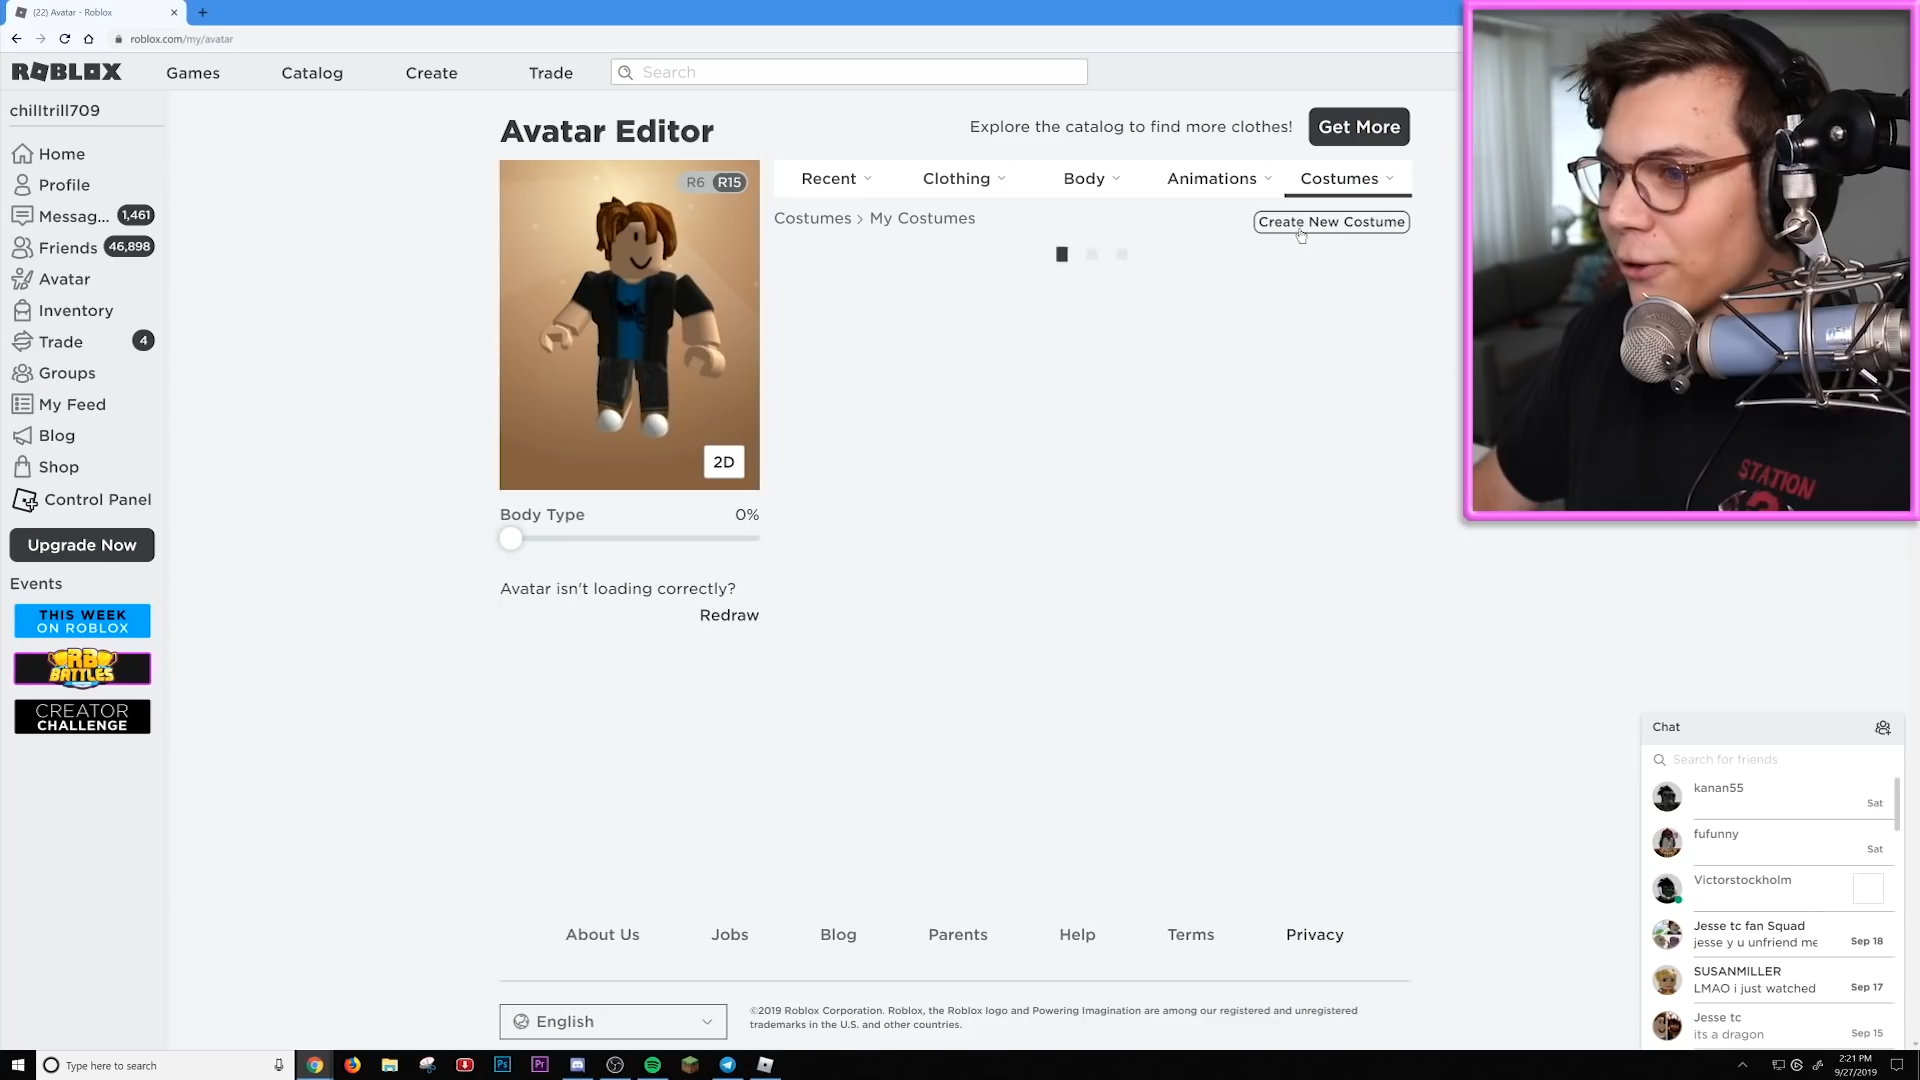 (22) Avatar - Roblox
roblox.com/my/avatar
ROBLOX
Games
Catalog
Create
Trade
Search
chilltrill709
Home
Profile
Messag...
1,461
Friends
46,898
Avatar
Inventory
Trade
4
Groups
My Feed
Blog
Shop
Control Panel
Upgrade Now
Events
THIS WEEK
ON ROBLOX
RB
BATTLES
CREATOR
CHALLENGE
Avatar Editor
Explore the catalog to find more clothes!
Get More
R6
R15
2D
Recent
Clothing
Body
Animations
Costumes
Costumes > My Costumes
Create New Costume
Body Type
0%
Avatar isn't loading correctly?
Redraw
STATION
Chat
Search for friends
kanan55
Sat
fufunny
Sat
Victorstockholm
Jesse tc fan Squad
jesse y u unfriend me
Sep 18
SUSANMILLER
LMAO i just watched
Sep 17
Jesse tc
its a dragon
Sep 15
About Us
Jobs
Blog
Parents
Help
Terms
Privacy
English
©2019 Roblox Corporation. Roblox, the Roblox logo and Powering Imagination are among our registered and unregistered
trademarks in the U.S. and other countries.
Type here to search
Ps
Pr
2:21 PM
9/27/2019